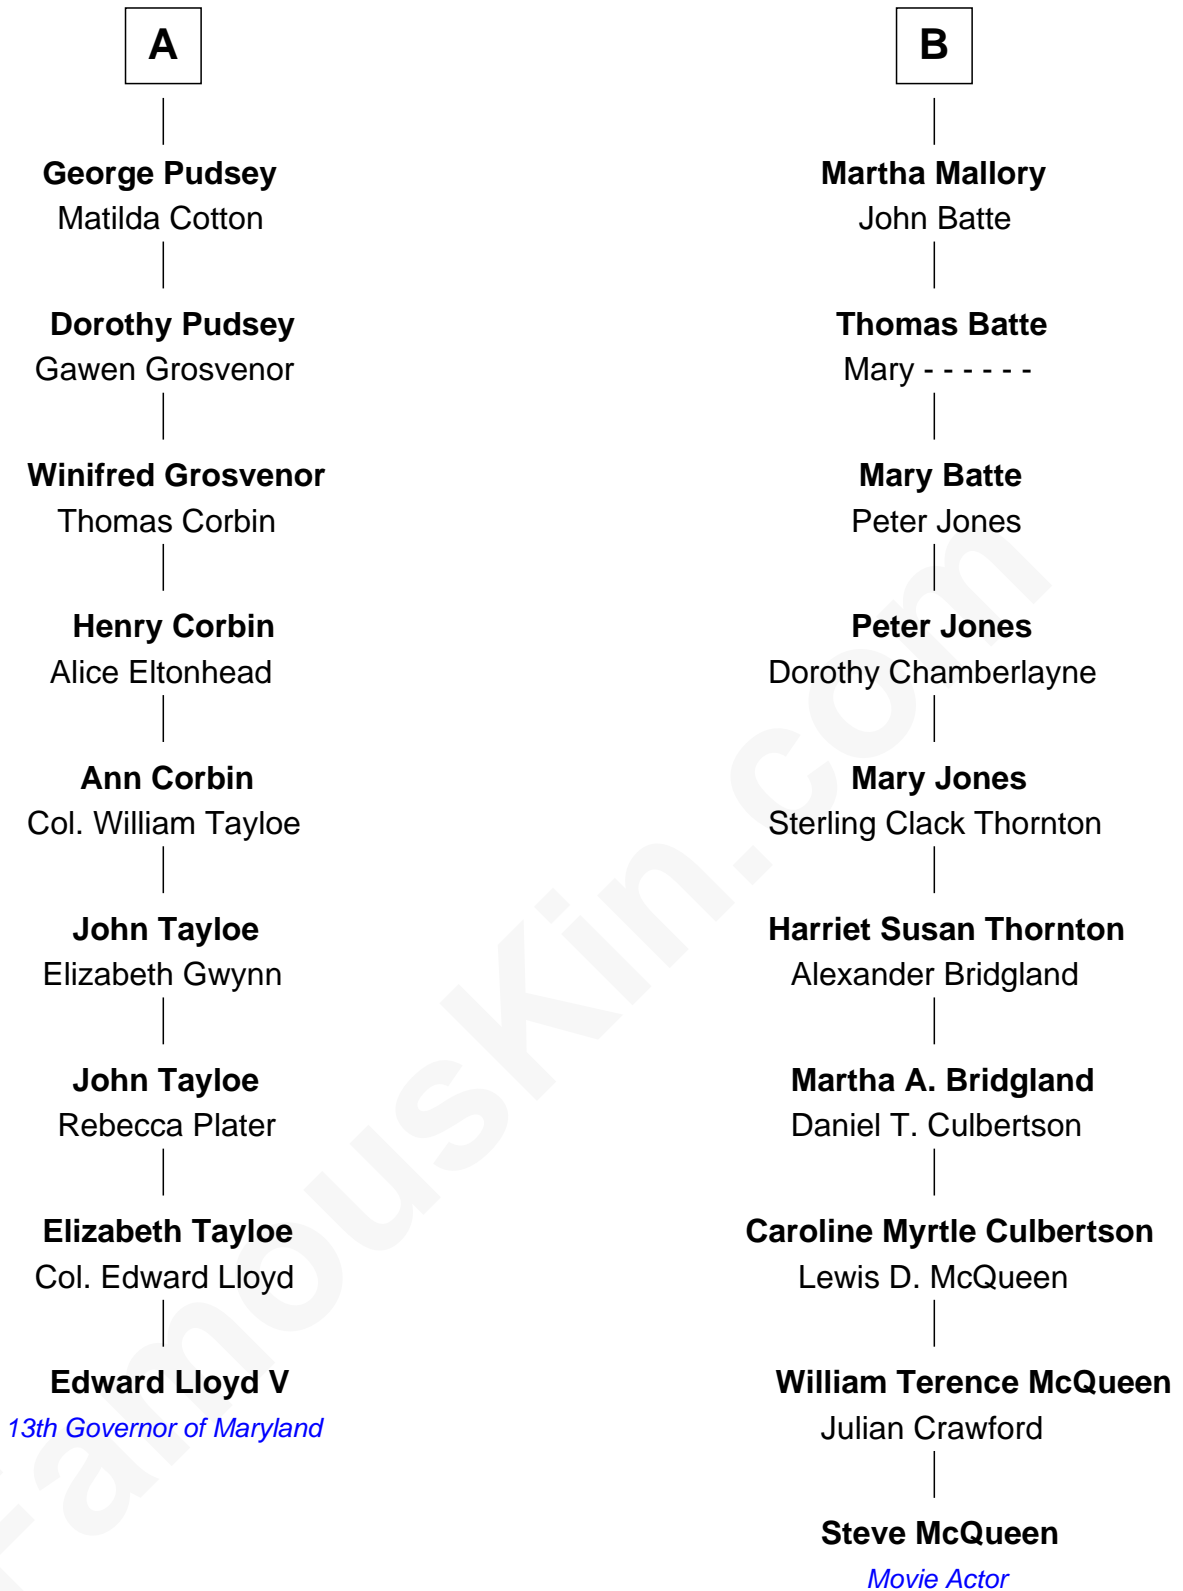 A
George Pudsey
Matilda Cotton
Dorothy Pudsey
Gawen Grosvenor
Winifred Grosvenor
Thomas Corbin
Henry Corbin
Alice Eltonhead
Ann Corbin
Col. William Tayloe
John Tayloe
Elizabeth Gwynn
John Tayloe
Rebecca Plater
Elizabeth Tayloe
Col. Edward Lloyd
Edward Lloyd V
13th Governor of Maryland
B
Martha Mallory
John Batte
Thomas Batte
Mary - - - - - -
Mary Batte
Peter Jones
Peter Jones
Dorothy Chamberlayne
Mary Jones
Sterling Clack Thornton
Harriet Susan Thornton
Alexander Bridgland
Martha A. Bridgland
Daniel T. Culbertson
Caroline Myrtle Culbertson
Lewis D. McQueen
William Terence McQueen
Julian Crawford
Steve McQueen
Movie Actor
FamousKin.com